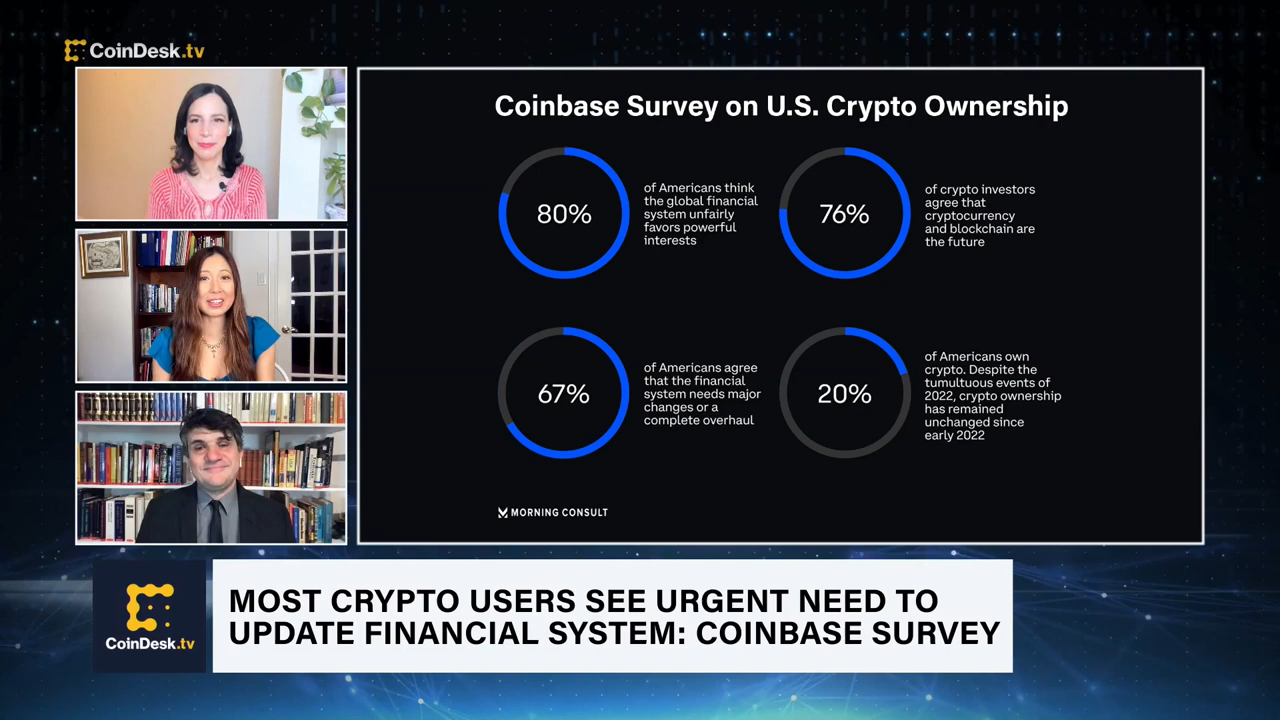 CoinDesk.tv
Coinbase Survey on U.S. Crypto Ownership
80%
of Americans think
the global financial
system unfairly
favors powerful
interests
76%
of crypto investors
agree that
cryptocurrency
and blockchain are
the future
67%
of Americans agree
that the financial
system needs major
changes or a
complete overhaul
20%
of Americans own
crypto. Despite the
tumultuous events of
2022, crypto ownership
has remained
unchanged since
early 2022
MORNING CONSULT
CoinDesk.tv
MOST CRYPTO USERS SEE URGENT NEED TO
UPDATE FINANCIAL SYSTEM: COINBASE SURVEY